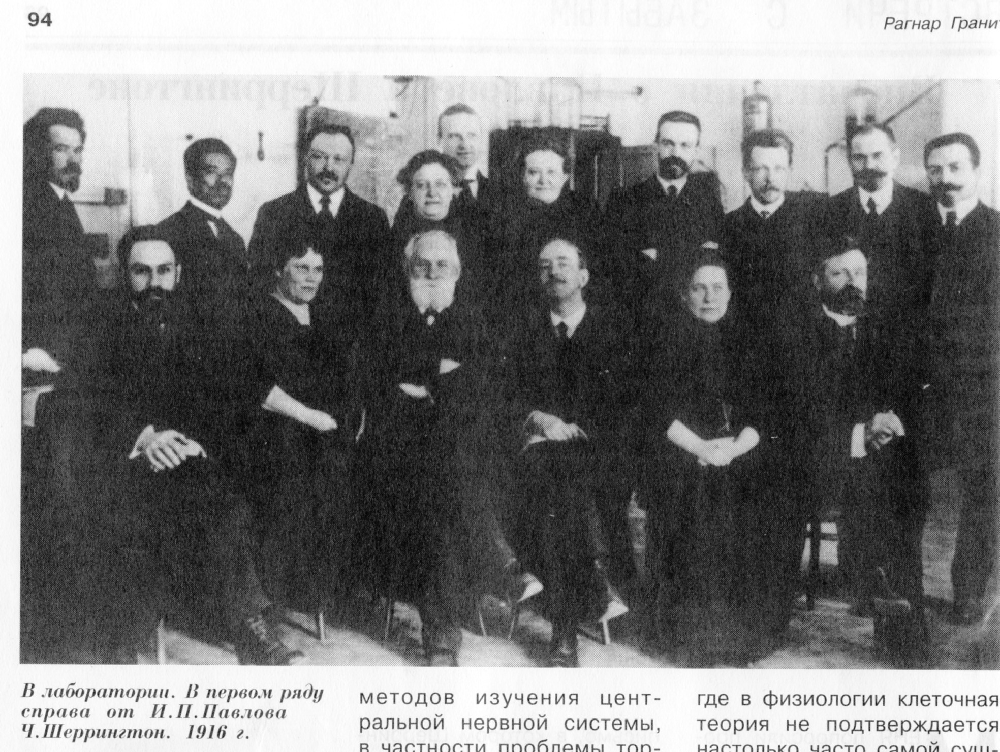 94
Рагнар Гранит
В лаборатории. В первом ряду
справа от И.П.Павлова
Ч.Шеррингтон. 1916 г.
методов изучения цент-
ральной нервной системы,
в частности проблемы тор-
где в физиологии клеточная
теория не подтверждается
настолько часто самой сущ-